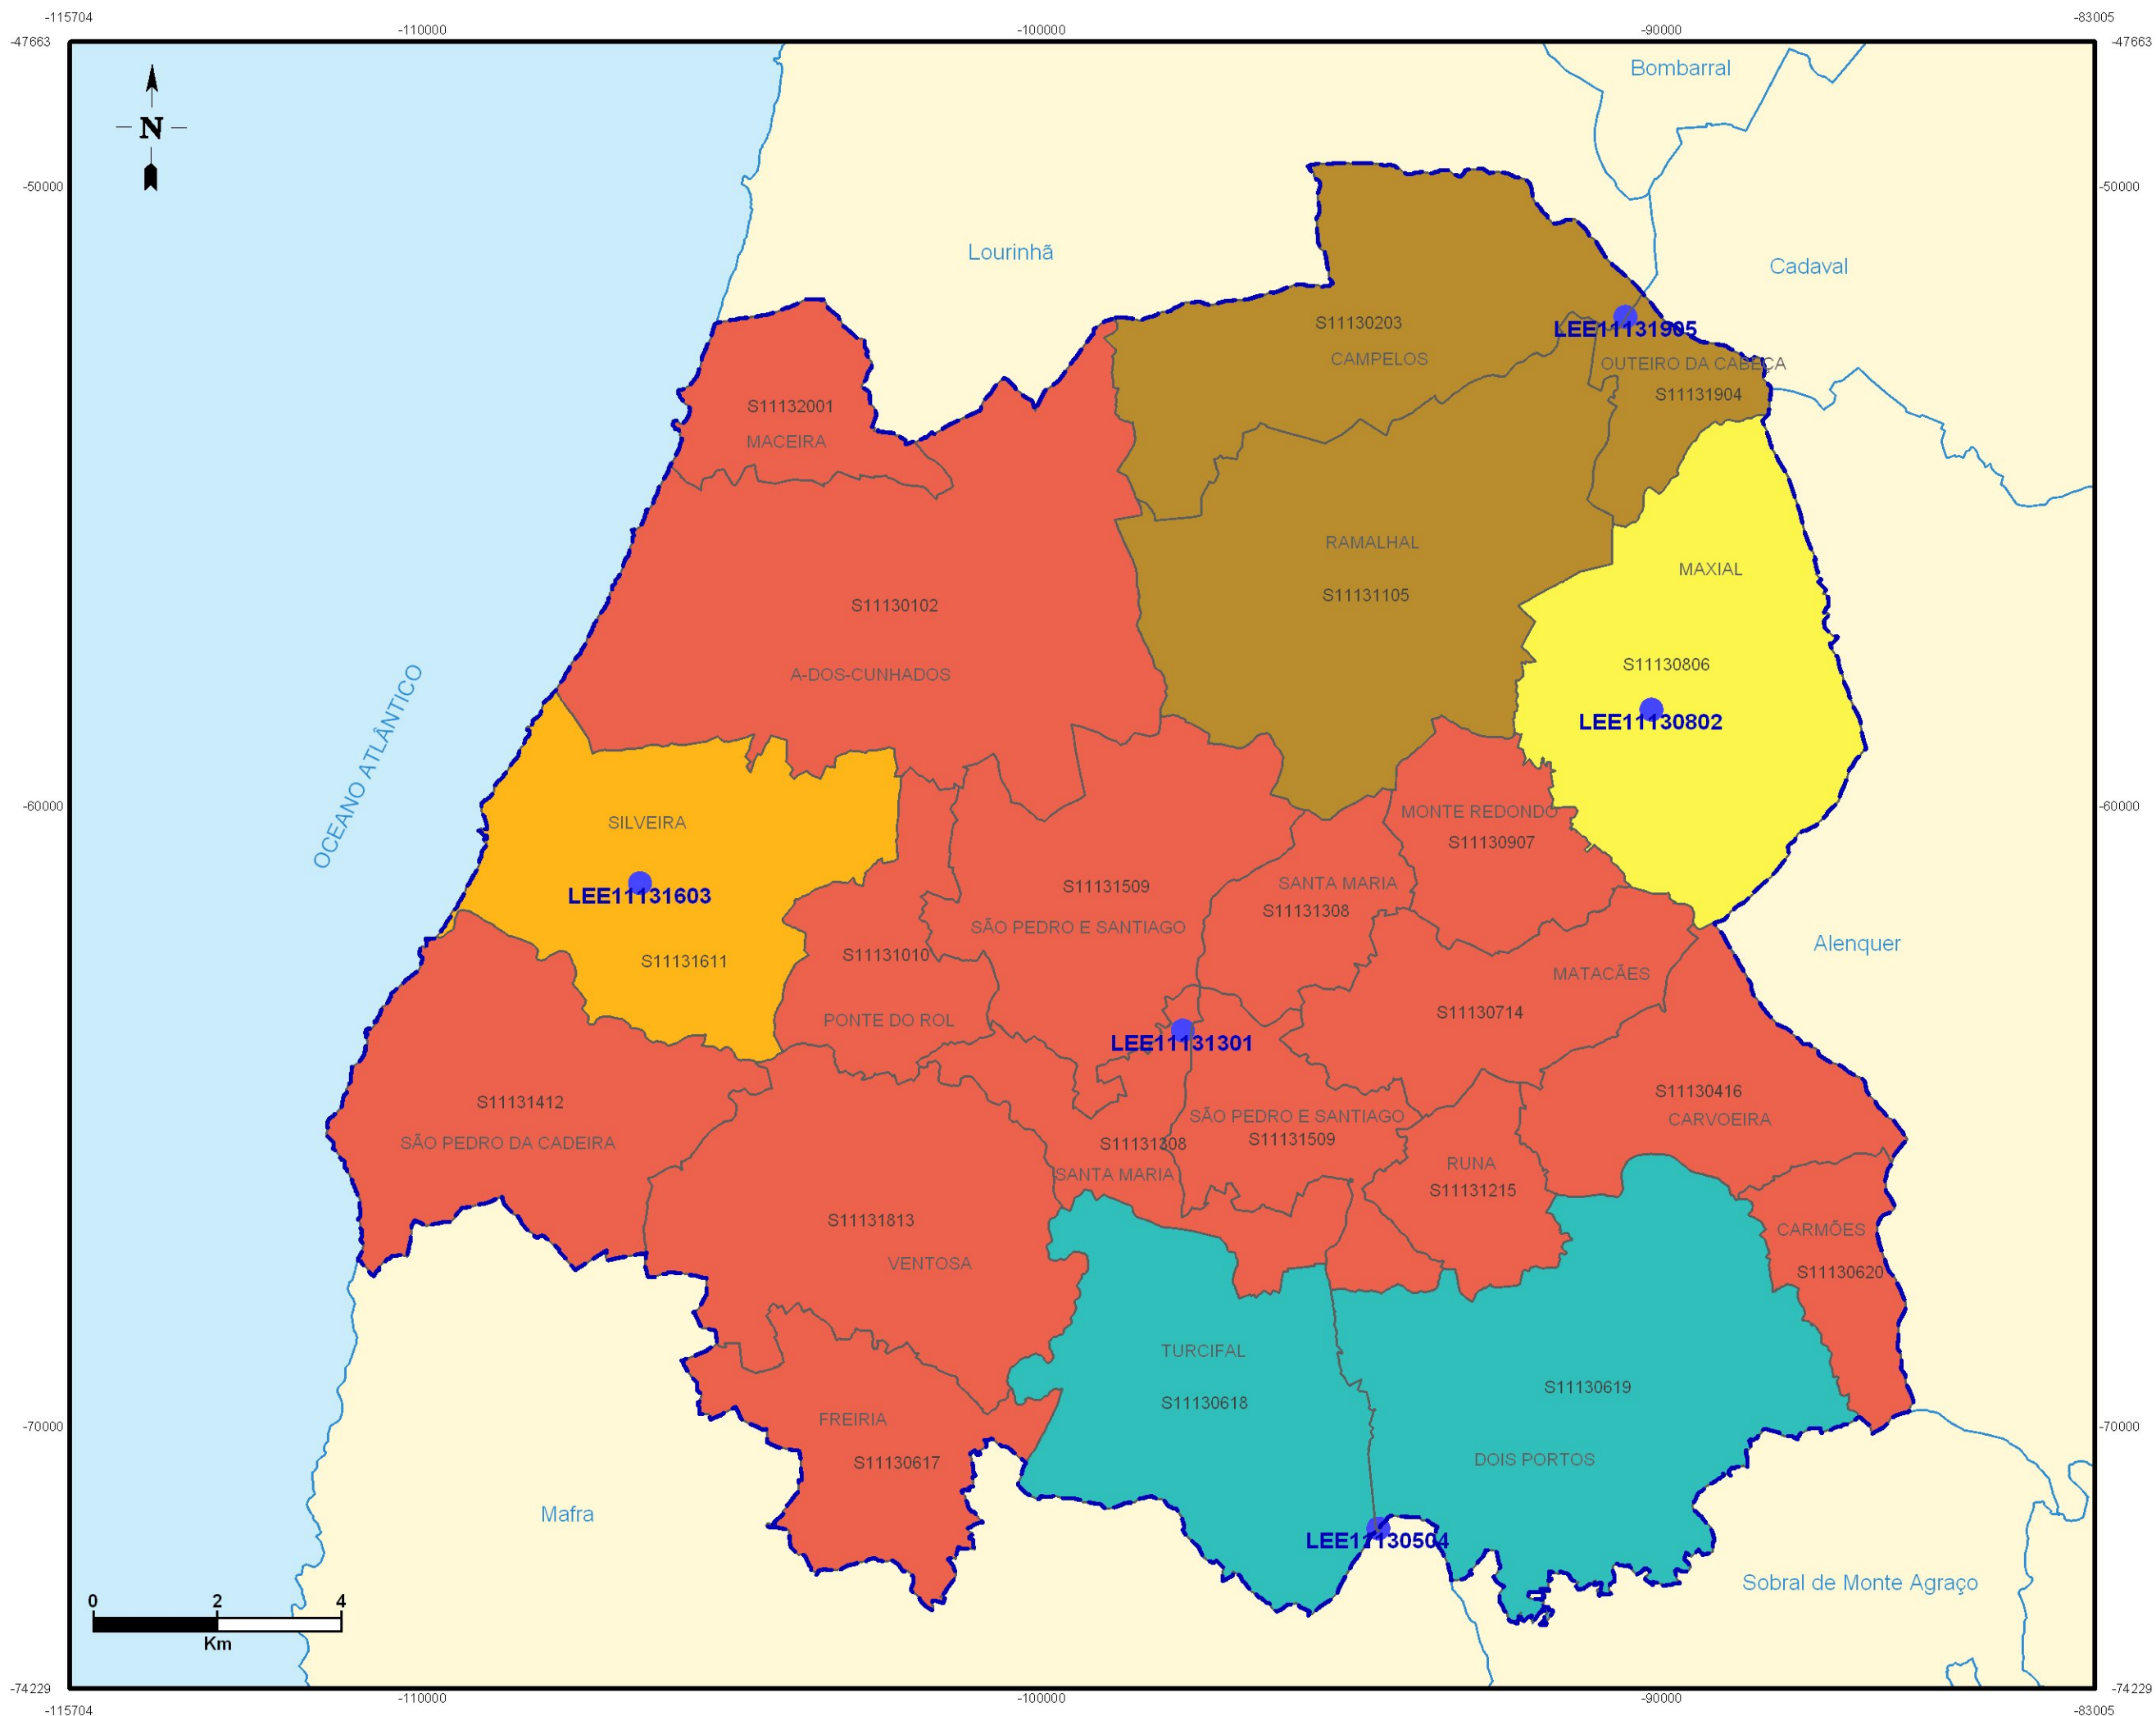 -115704
-110000
-100000
-90000
-83005
-47663
-47663
Bombarral
N
-50000
-50000
Lourinhã
Cadaval
S11130203
LEE11131905
CAMPELOS
OUTEIRO DA CABEÇA
S11131904
S11132001
MACEIRA
RAMALHAL
MAXIAL
S11131105
S11130102
S11130806
A-DOS-CUNHADOS
LEE11130802
OCEANO ATLÂNTICO
-60000
-60000
SILVEIRA
MONTE REDONDO
S11130907
LEE11131603
S11131509
SANTA MARIA
S11131308
SÃO PEDRO E SANTIAGO
Alenquer
S11131611
S11131010
MATACÃES
S11130714
PONTE DO ROL
LEE11131301
S11131412
SÃO PEDRO DA CADEIRA
S11130416
CARVOEIRA
SÃO PEDRO E SANTIAGO
S11131509
S11131308
SANTA MARIA
RUNA
S11131215
S11131813
VENTOSA
CARMÕES
S11130620
TURCIFAL
S11130618
S11130619
DOIS PORTOS
FREIRIA
S11130617
-70000
-70000
Mafra
LEE11130504
Sobral de Monte Agraço
0 2 4
Km
-74229
-74229
-115704
-110000
-100000
-90000
-83005